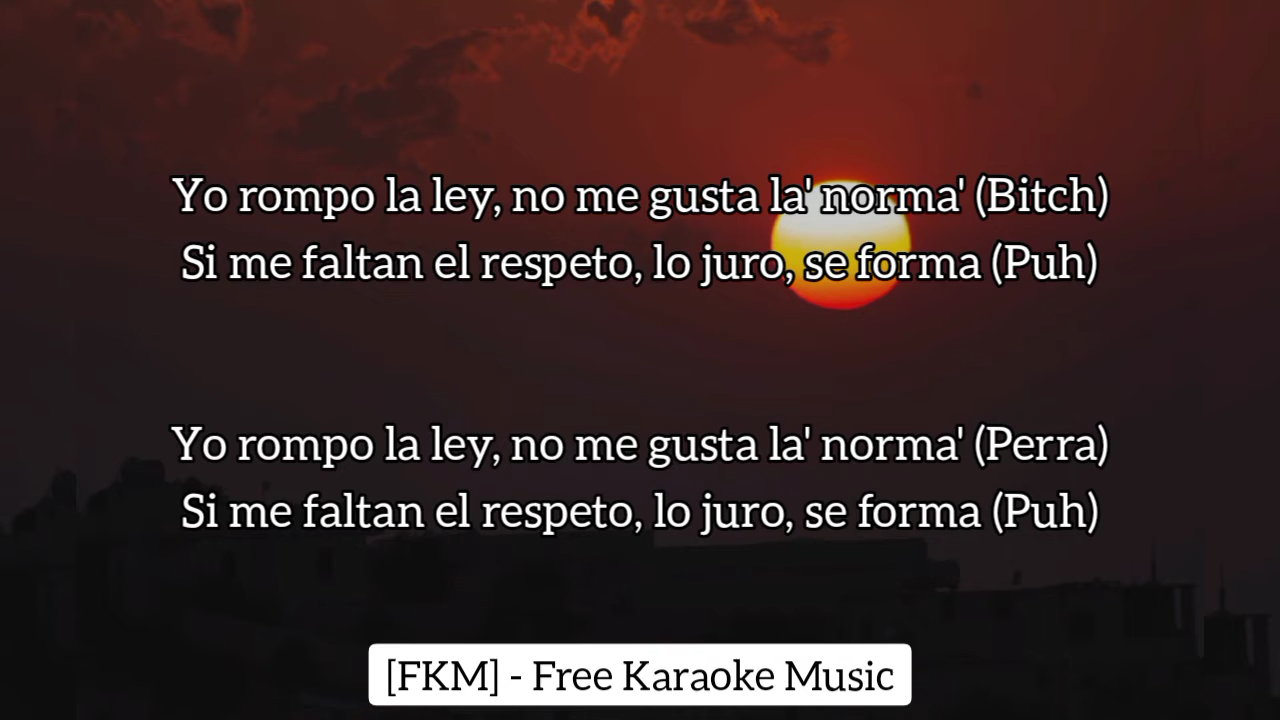 Yo rompo la ley, no me gusta la' norma' (Bitch)
Si me faltan el respeto, lo juro, se forma (Puh)
Yo rompo la ley, no me gusta la' norma' (Perra)
Si me faltan el respeto, lo juro, se forma (Puh)
[FKM] - Free Karaoke Music